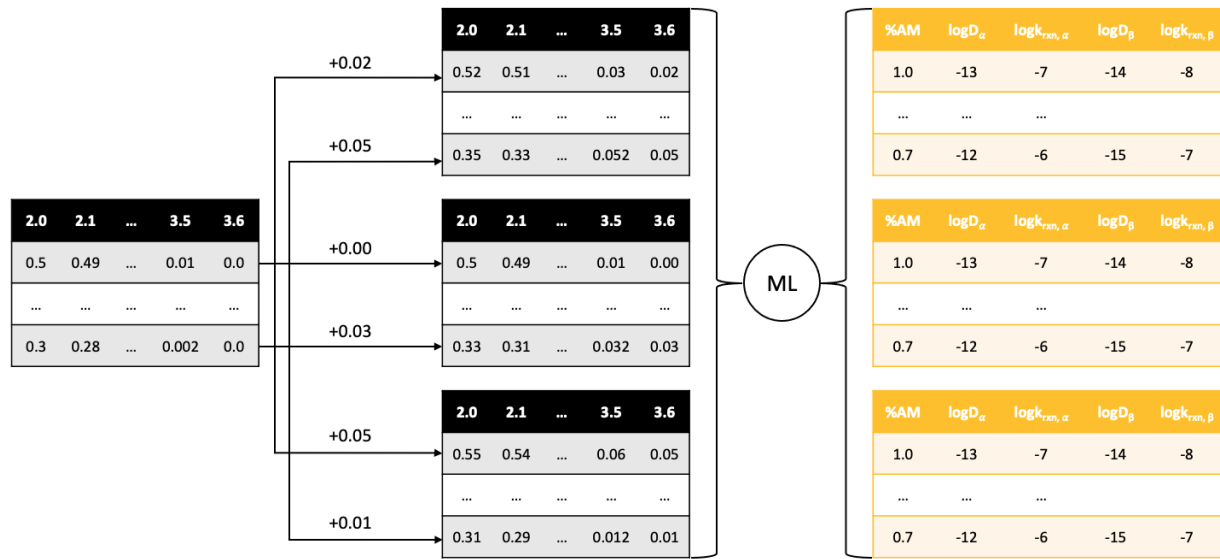 2.0 2.1 ... 3.5 3.6
0.5 0.49 ... 0.01 0.0
... ... ... ... ...
0.3 0.28 ... 0.002 0.0
+0.02
+0.05
+0.00
+0.03
+0.05
+0.01
2.0 2.1 ... 3.5 3.6
0.52 0.51 ... 0.03 0.02
... ... ... ... ...
0.35 0.33 ... 0.052 0.05
2.0 2.1 ... 3.5 3.6
0.5 0.49 ... 0.01 0.00
... ... ... ... ...
0.33 0.31 ... 0.032 0.03
2.0 2.1 ... 3.5 3.6
0.55 0.54 ... 0.06 0.05
... ... ... ... ...
0.31 0.29 ... 0.012 0.01
ML
%AM logDα logkrxn, α logDβ logkrxn, β
1.0 -13 -7 -14 -8
... ... ...
0.7 -12 -6 -15 -7
%AM logDα logkrxn, α logDβ logkrxn, β
1.0 -13 -7 -14 -8
... ... ...
0.7 -12 -6 -15 -7
%AM logDα logkrxn, α logDβ logkrxn, β
1.0 -13 -7 -14 -8
... ... ...
0.7 -12 -6 -15 -7